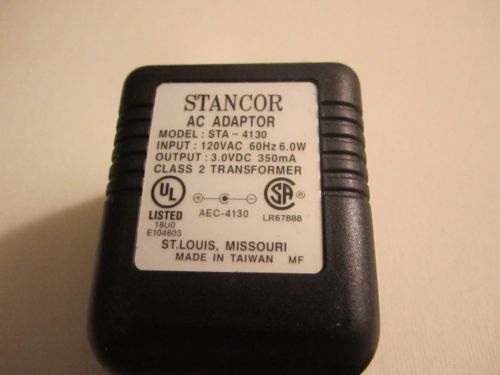 STANCOR
AC ADAPTOR
MODEL: STA - 4130
INPUT: 120VAC 60Hz 6.0W
OUTPUT: 3.0VDC 350mA
CLASS 2 TRANSFORMER
UL
LISTED
16U0
E104603
+ -
AEC-4130
SA
LR67888
ST.LOUIS, MISSOURI
MADE IN TAIWAN MF